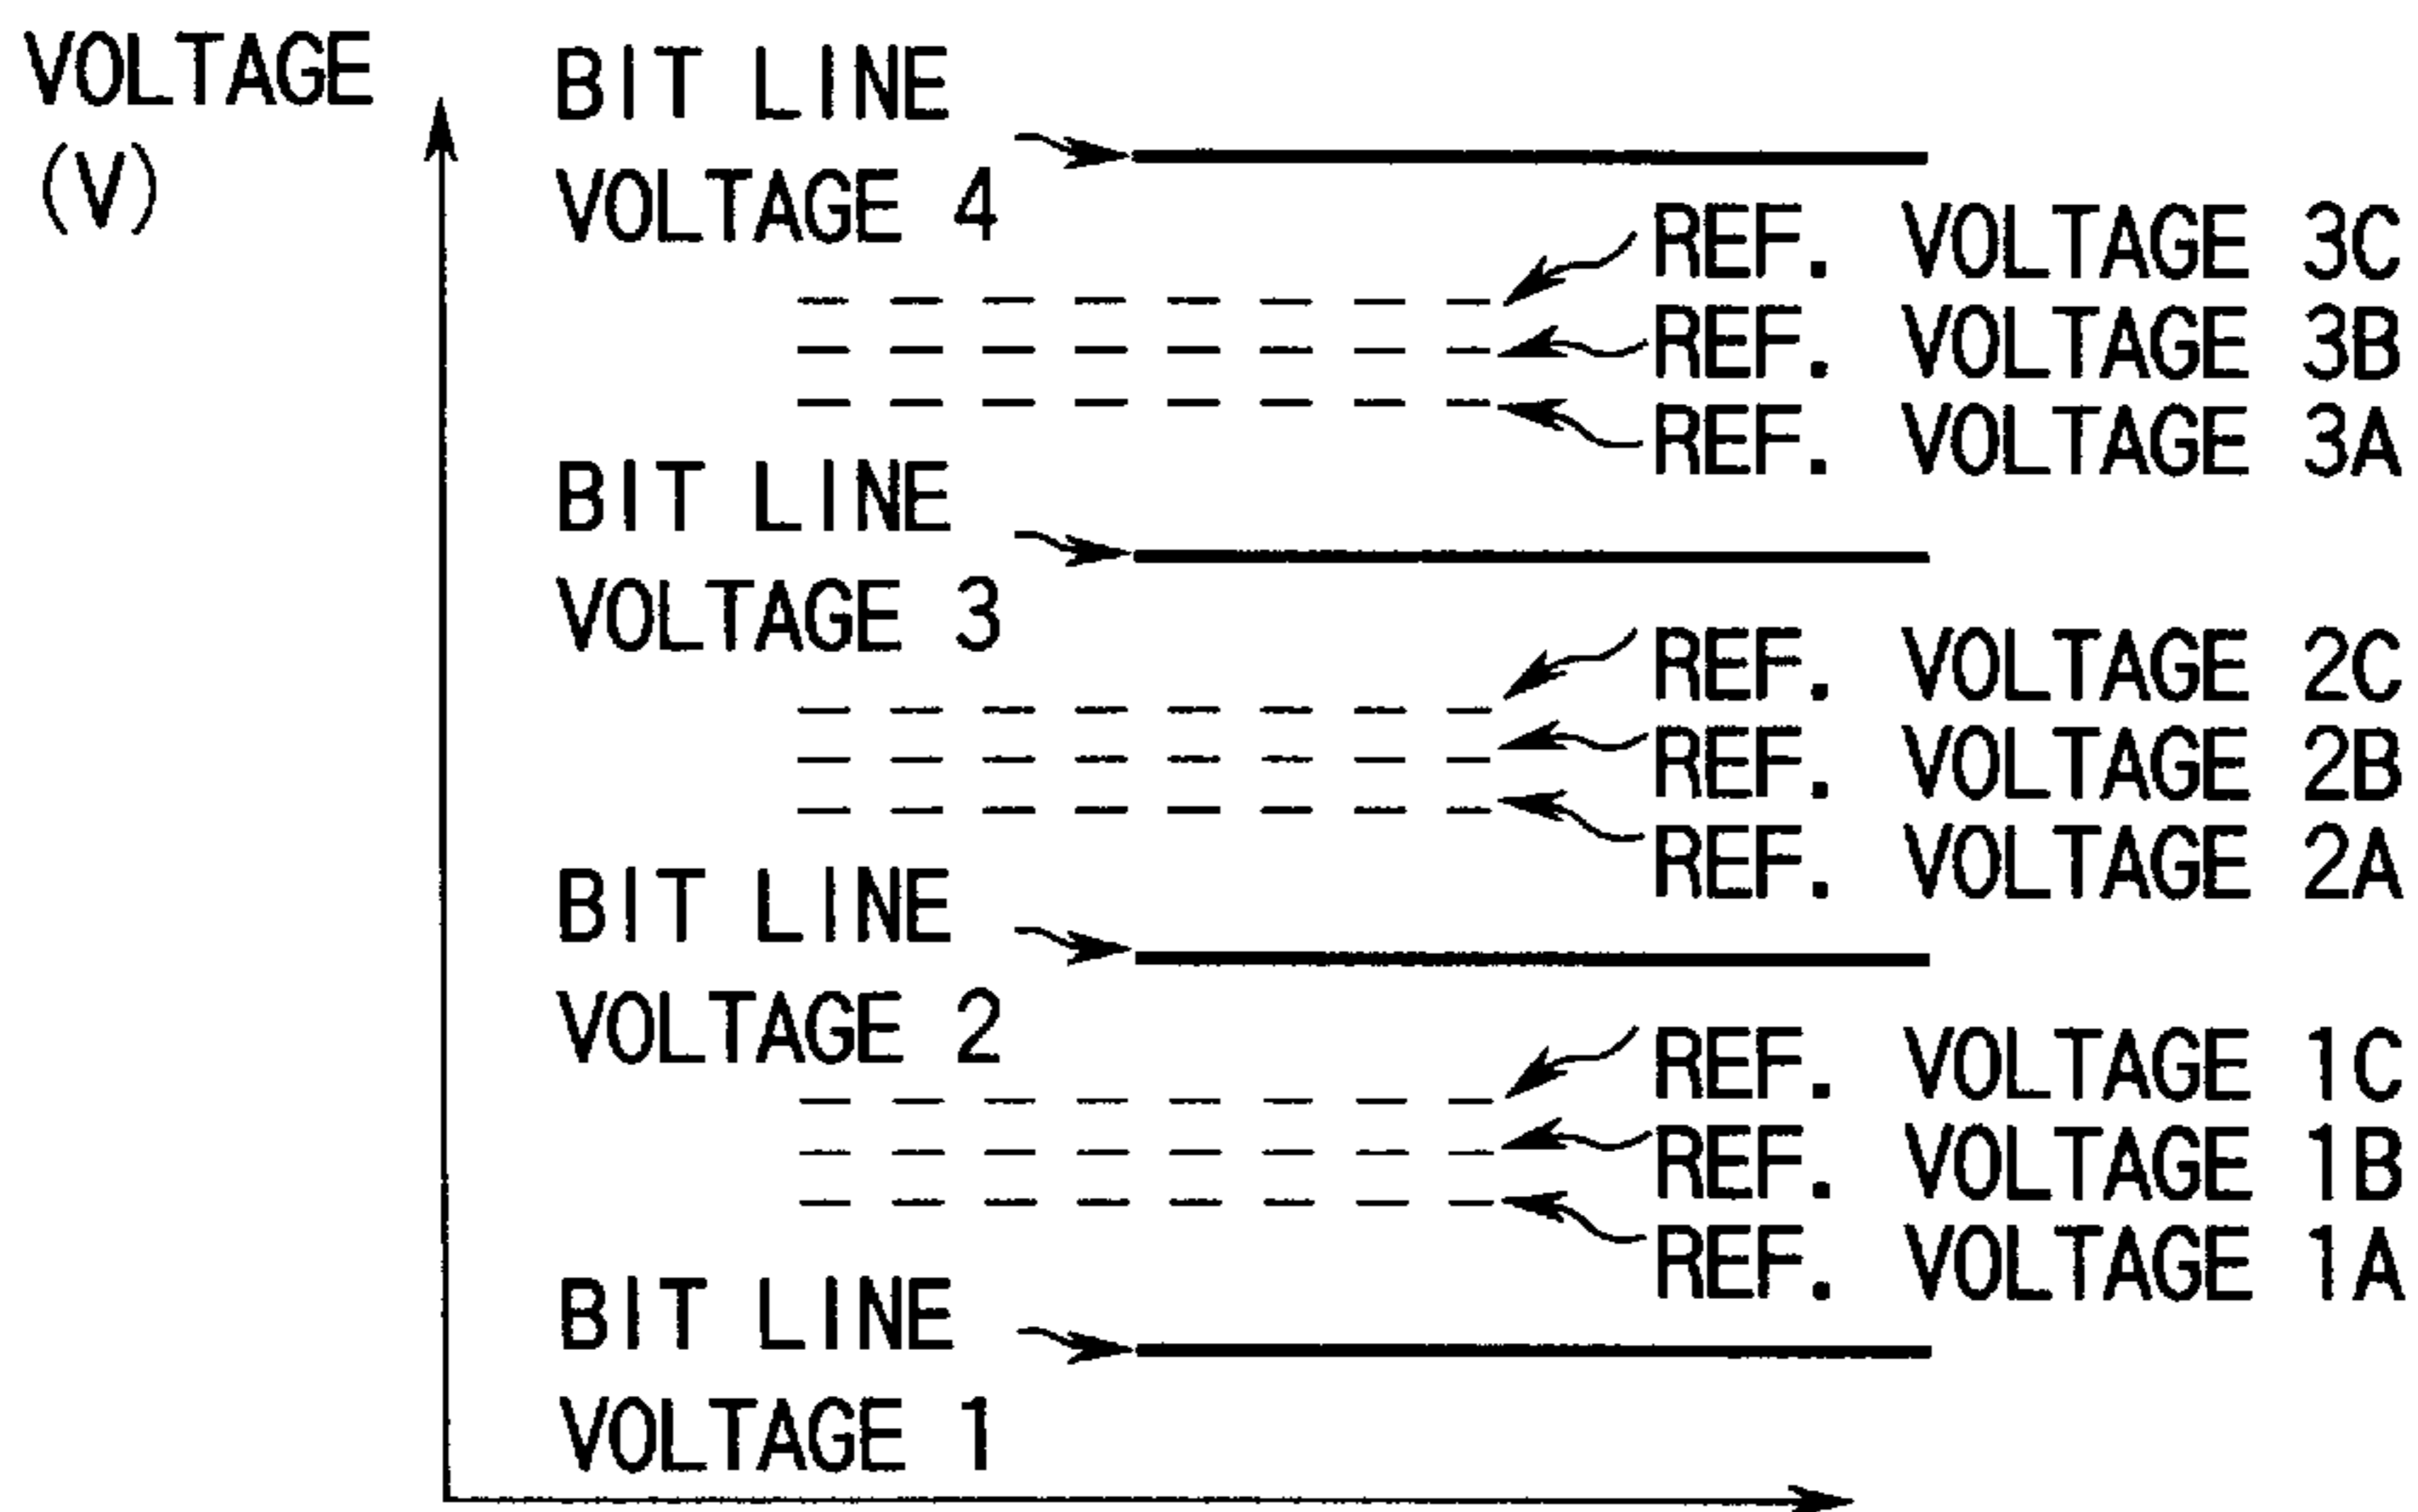 VOLTAGE
(V)
BIT LINE
VOLTAGE 4
REF. VOLTAGE 3C
REF. VOLTAGE 3B
REF. VOLTAGE 3A
BIT LINE
VOLTAGE 3
REF. VOLTAGE 2C
REF. VOLTAGE 2B
REF. VOLTAGE 2A
BIT LINE
VOLTAGE 2
REF. VOLTAGE 1C
REF. VOLTAGE 1B
REF. VOLTAGE 1A
BIT LINE
VOLTAGE 1